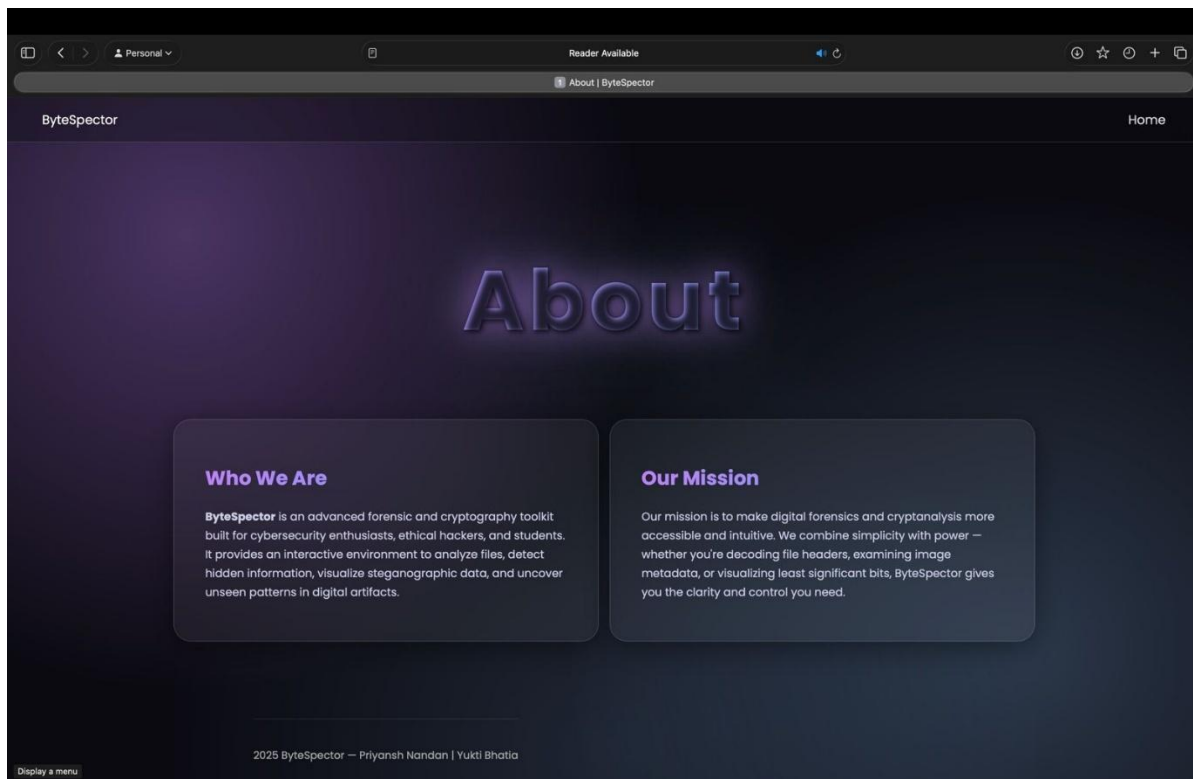 Personal
Reader Available
1 About | ByteSpector
ByteSpector
Home
About
Who We Are
ByteSpector is an advanced forensic and cryptography toolkit
built for cybersecurity enthusiasts, ethical hackers, and students.
It provides an interactive environment to analyze files, detect
hidden information, visualize steganographic data, and uncover
unseen patterns in digital artifacts.
Our Mission
Our mission is to make digital forensics and cryptanalysis more
accessible and intuitive. We combine simplicity with power —
whether you're decoding file headers, examining image
metadata, or visualizing least significant bits, ByteSpector gives
you the clarity and control you need.
2025 ByteSpector — Priyansh Nandan | Yukti Bhatia
Display a menu